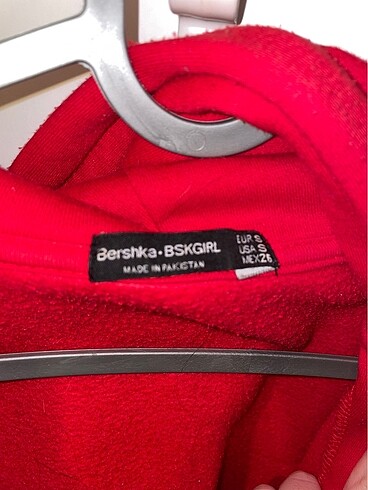 Bershka • BSKGIRL
MADE IN PAKISTAN
EUR S
USA S
MEX 26